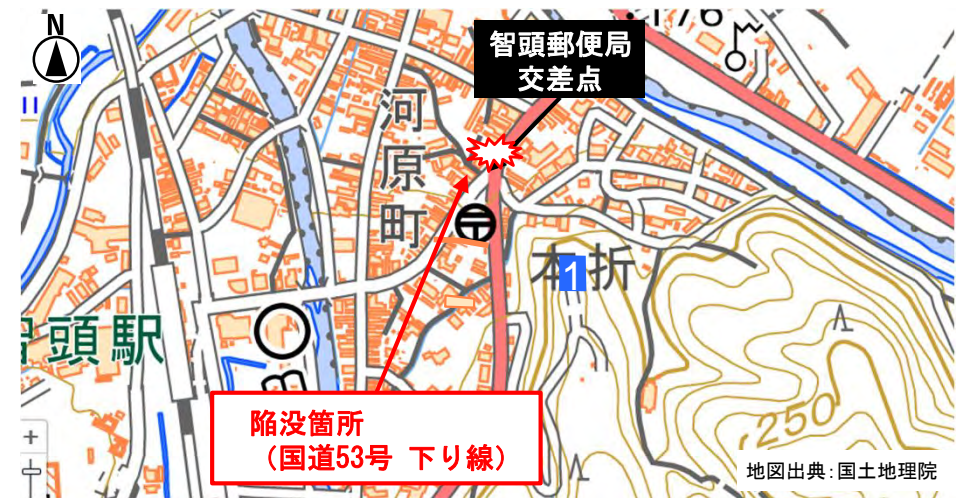 N
智頭郵便局
交差点
河原町
本折
1
頭駅
陥没箇所
(国道53号 下り線)
250
地図出典:国土地理院
+